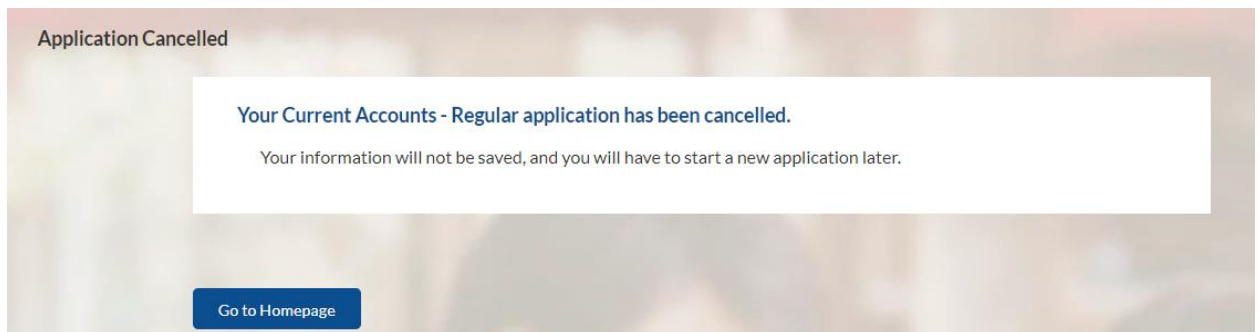 Application Cancelled
Your Current Accounts - Regular application has been cancelled.
Your information will not be saved, and you will have to start a new application later.
Go to Homepage